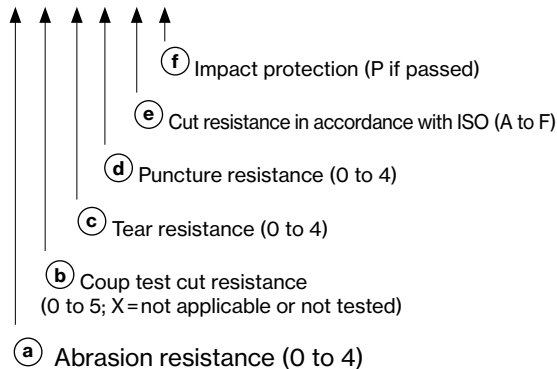 f Impact protection (P if passed)
e Cut resistance in accordance with ISO (A to F)
d Puncture resistance (0 to 4)
c Tear resistance (0 to 4)
b Coup test cut resistance
(0 to 5; X=not applicable or not tested)
a Abrasion resistance (0 to 4)